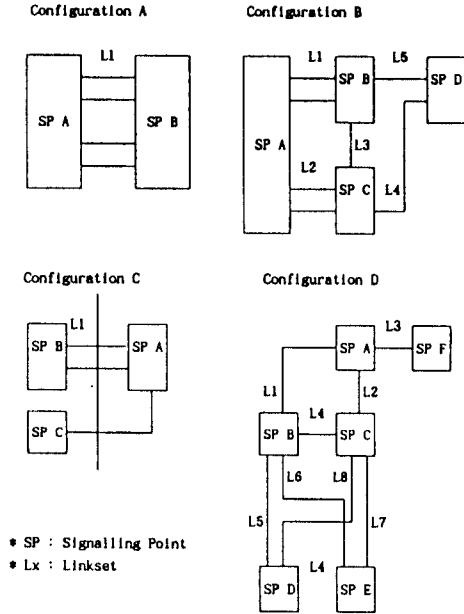 Configuration A
L1
SP A
SP B
Configuration B
L1
L5
SP B
SP D
SP A
L3
L2
SP C
L4
Configuration C
L1
SP B
SP A
SP C
Configuration D
L3
SP A
SP F
L1
L2
L4
SP B
SP C
L6
L8
L5
L7
L4
SP D
SP E
* SP : Signalling Point
* Lx : Linkset